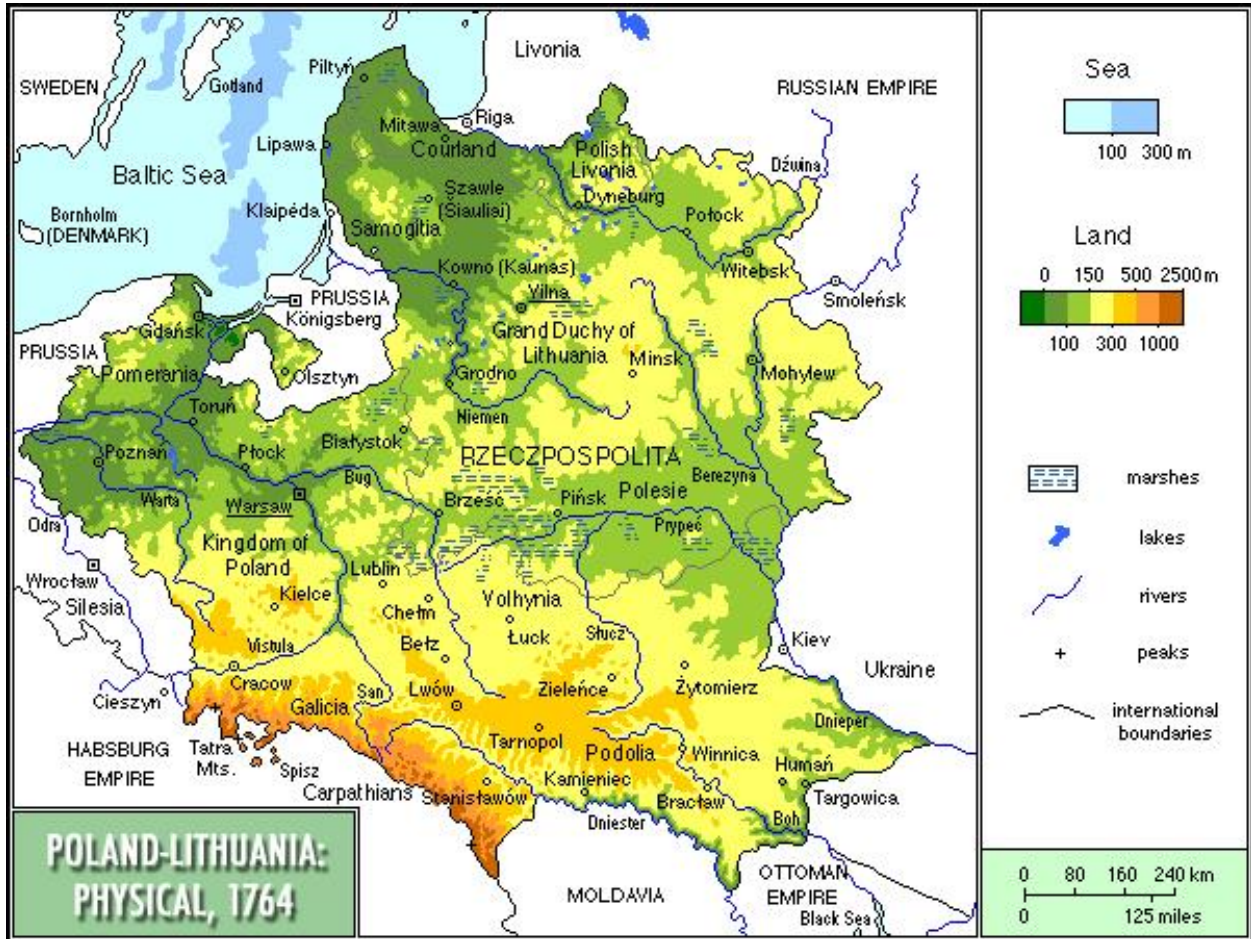 Livonia
Piltyń
SWEDEN
Gotland
RUSSIAN EMPIRE
Riga
Mitawa
Courland
Lipawa
Polish
Livonia
Dźwina
Baltic Sea
Szawle
(Siauliai)
Dyneburg
Klaipéda
Połock
Bornholm
(DENMARK)
Samogitia
Witebsk
Kowno (Kaunas)
Smoleńsk
PRUSSIA
Königsberg
Vilna
Gdańsk
Grand Duchy of
Lithuania
PRUSSIA
Minsk
Mohylew
Pomerania
Olsztyn
Grodno
Toruń
Niemen
Białystok
Poznań
Płock
RZECZPOSPOLITA
Bug
Berezyna
Warta
Warsaw
Brześć
Pińsk
Polesie
Odra
Prypeć
Kingdom of
Poland
Wrocław
Lublin
Silesia
Kielce
Chełm
Volhynia
Łuck
Słucz
Kiev
Vistula
Bełz
Ukraine
Cracow
Cieszyn
San
Lwów
Zieleńce
Żytomierz
Galicia
Dnieper
Tarnopol
Podolia
Winnica
HABSBURG
EMPIRE
Tatra
Mts.
Spisz
Humań
Kamieniec
Carpathians
Stanisławów
Bracław
Targowica
Dniester
Boh
MOLDAVIA
OTTOMAN
EMPIRE
Black Sea
POLAND-LITHUANIA:
PHYSICAL, 1764
Sea
100 300 m
Land
0 150 500 2500 m
100 300 1000
marshes
lakes
rivers
peaks
international
boundaries
0 80 160 240 km
0 125 miles